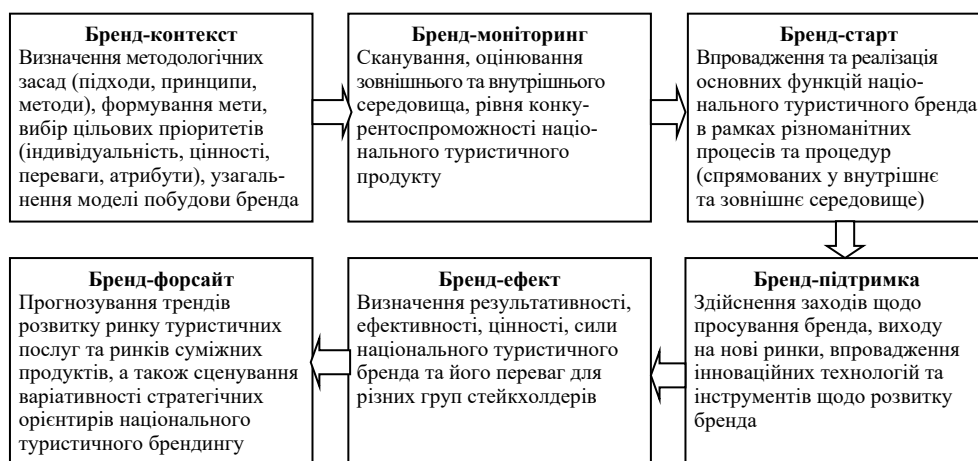 Бренд-контекст
Визначення методологічних
засад (підходи, принципи,
методи), формування мети,
вибір цільових пріоритетів
(індивідуальність, цінності,
переваги, атрибути), узагаль-
нення моделі побудови бренда
Бренд-моніторинг
Сканування, оцінювання
зовнішнього та внутрішнього
середовища, рівня конку-
рентоспроможності націо-
нального туристичного
продукту
Бренд-старт
Впровадження та реалізація
основних функцій націо-
нального туристичного бренда
в рамках різноманітних
процесів та процедур
(спрямованих у внутрішнє
та зовнішнє середовище)
Бренд-підтримка
Здійснення заходів щодо
просування бренда, виходу
на нові ринки, впровадження
інноваційних технологій та
інструментів щодо розвитку
бренда
Бренд-ефект
Визначення результативності,
ефективності, цінності, сили
національного туристичного
бренда та його переваг для
різних груп стейкхолдерів
Бренд-форсайт
Прогнозування трендів
розвитку ринку туристичних
послуг та ринків суміжних
продуктів, а також сценування
варіативності стратегічних
орієнтирів національного
туристичного брендингу